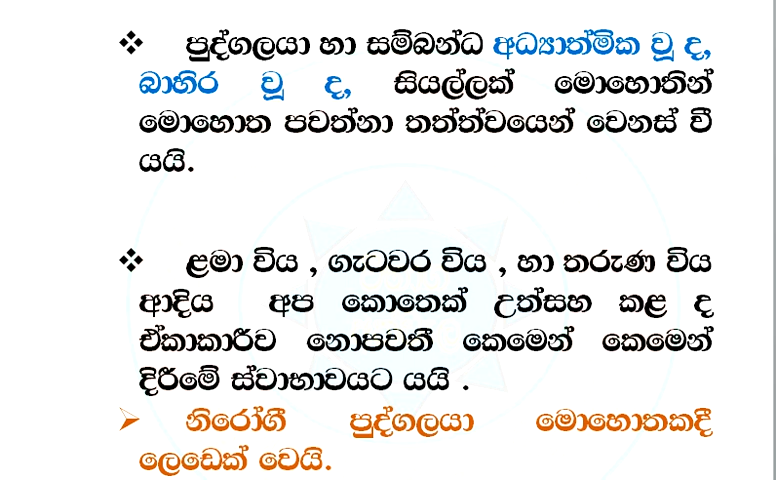 ❖ පුද්ගලයා හා සම්බන්ධ අධ්‍යාත්මික වූ ද,
බාහිර වූ ද, සියල්ලක් මොහොතින්
මොහොත පවත්නා තත්ත්වයෙන් වෙනස් වී
යයි.
❖ ළමා විය , ගැටවර විය , හා තරුණ විය
ආදිය අප කොතෙක් උත්සහ කළ ද
ඒකාකාරීව නොපවතී කෙමෙන් කෙමෙන්
දිරීමේ ස්වාභාවයට යයි .
➢ නිරෝගී පුද්ගලයා මොහොතකදී
ලෙඩෙක් වෙයි.